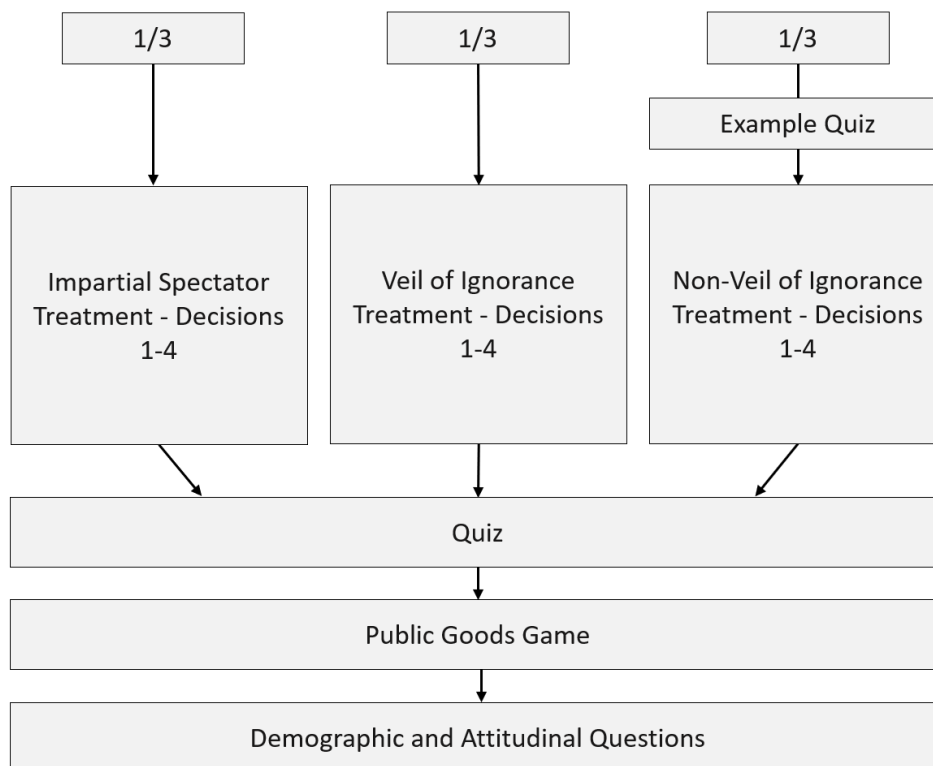 1/3
1/3
1/3
Example Quiz
Impartial Spectator
Treatment - Decisions
1-4
Veil of Ignorance
Treatment - Decisions
1-4
Non-Veil of Ignorance
Treatment - Decisions
1-4
Quiz
Public Goods Game
Demographic and Attitudinal Questions